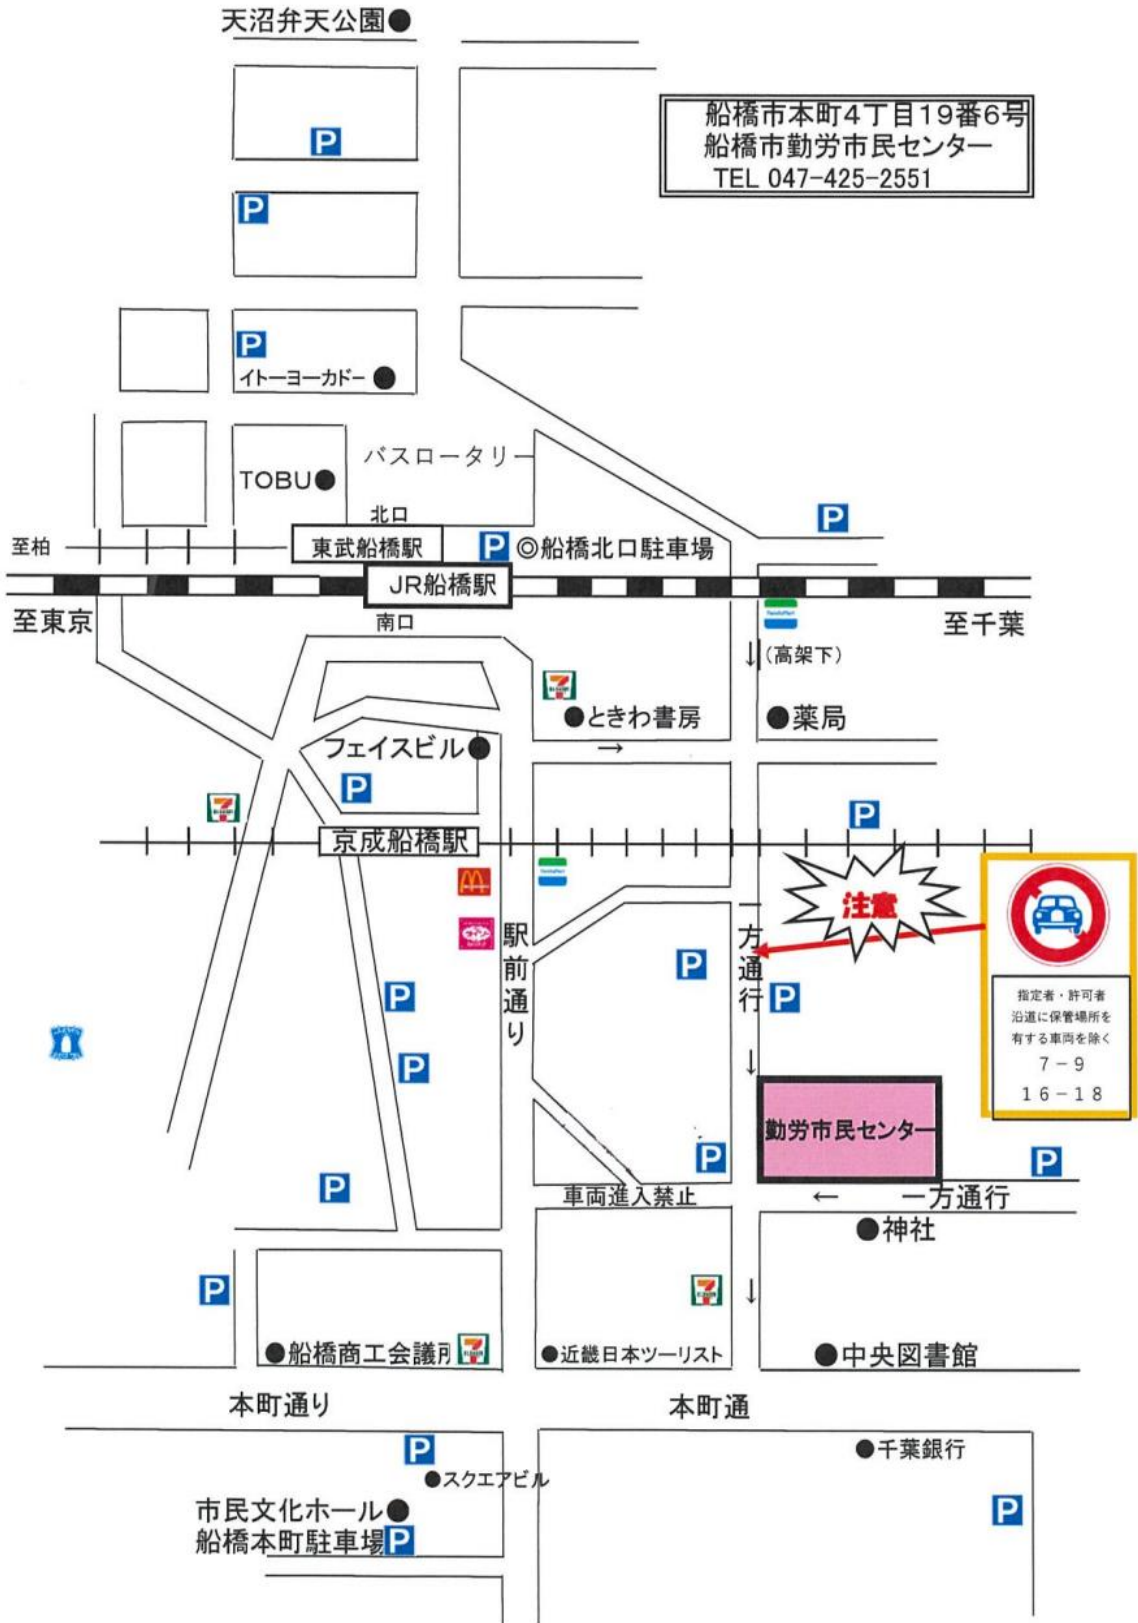 天沼弁天公園●
船橋市本町4丁目19番6号
船橋市勤労市民センター
TEL 047-425-2551
P
P
P
イトーヨーカドー●
バスロータリー
TOBU●
北口
P
至柏
東武船橋駅
P ◎船橋北口駐車場
JR船橋駅
至東京
南口
至千葉
FamilyMart
↓(高架下)
7
●ときわ書房
●薬局
→
フェイスビル●
P
7
P
京成船橋駅
注意
駅前通り
一方通行
P
P
P
P
指定者・許可者
沿道に保管場所を
有する車両を除く
7-9
16-18
↓
勤労市民センター
P
P
P
車両進入禁止
← 一方通行
●神社
P
7
↓
●船橋商工会議所
7
●近畿日本ツーリスト
●中央図書館
本町通り
本町通
P
●千葉銀行
●スクエアビル
市民文化ホール●
船橋本町駐車場 P
P